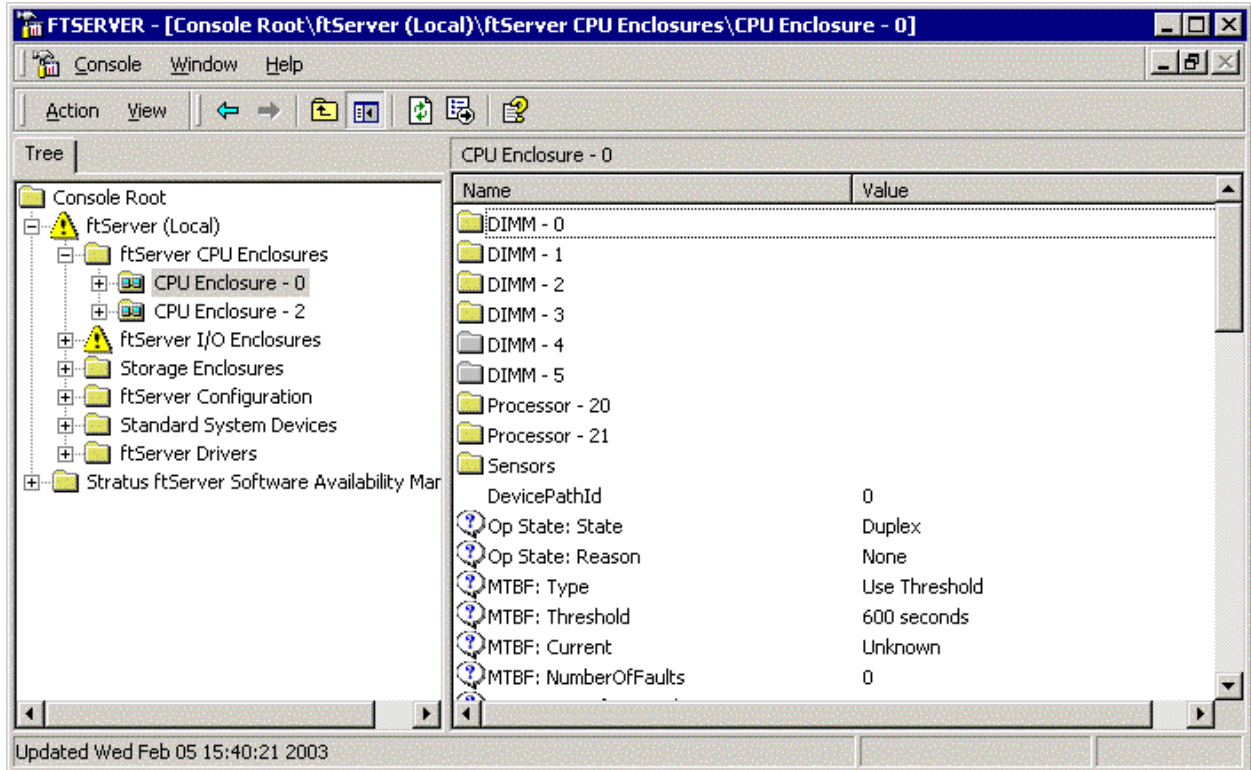 FTSERVER - [Console Root\ftServer (Local)\ftServer CPU Enclosures\CPU Enclosure - 0]
Console Window Help
Action View
Tree
Console Root
ftServer (Local)
ftServer CPU Enclosures
CPU Enclosure - 0
CPU Enclosure - 2
ftServer I/O Enclosures
Storage Enclosures
ftServer Configuration
Standard System Devices
ftServer Drivers
Stratus ftServer Software Availability Mar
CPU Enclosure - 0
Name Value
DIMM - 0
DIMM - 1
DIMM - 2
DIMM - 3
DIMM - 4
DIMM - 5
Processor - 20
Processor - 21
Sensors
DevicePathId 0
Op State: State Duplex
Op State: Reason None
MTBF: Type Use Threshold
MTBF: Threshold 600 seconds
MTBF: Current Unknown
MTBF: NumberOfFaults 0
Updated Wed Feb 05 15:40:21 2003